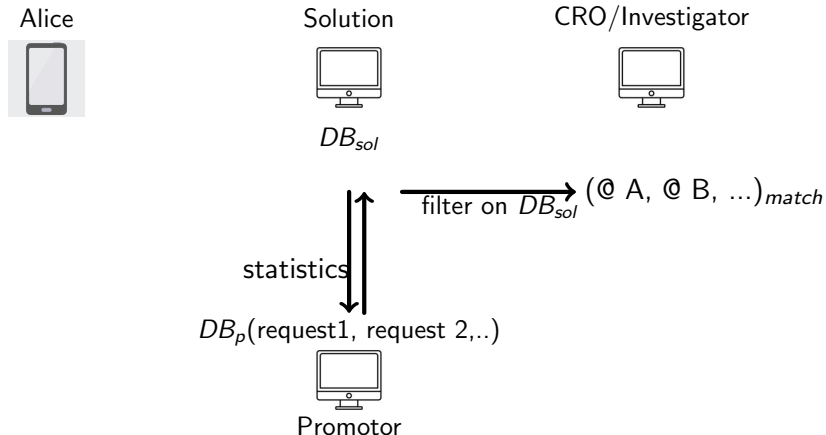 Alice
Solution
CRO/Investigator
DB_sol
filter on DB_sol
(@ A, @ B, ...)_match
statistics
DB_p(request1, request 2,..)
Promotor